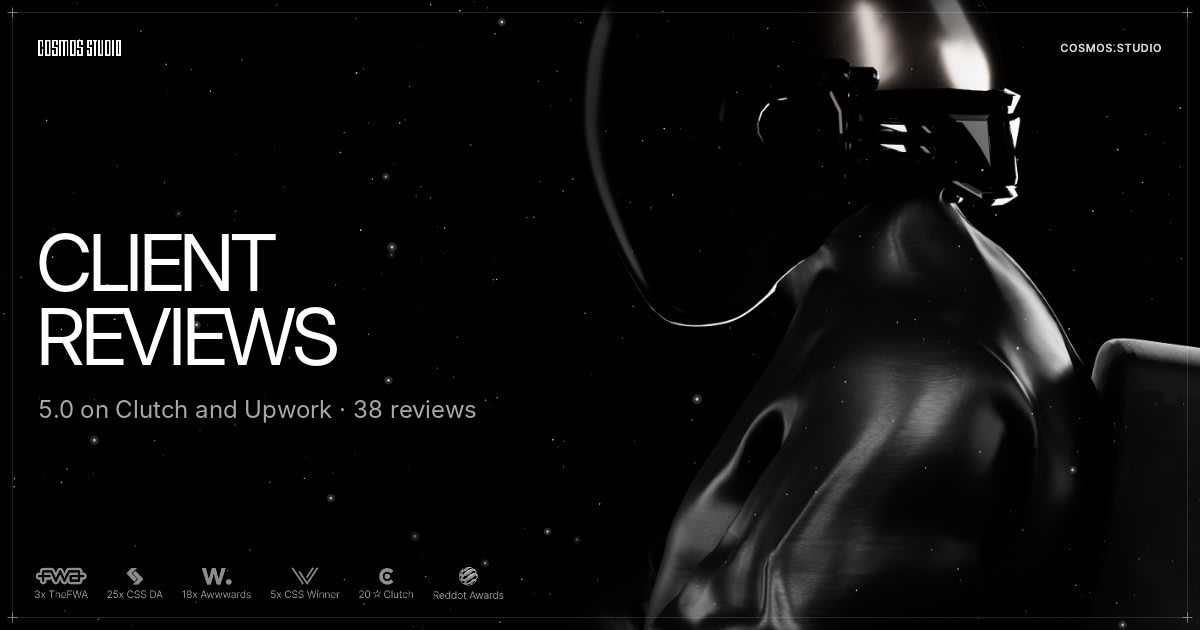 COSMOS STUDIO
COSMOS.STUDIO
CLIENT
REVIEWS
5.0 on Clutch and Upwork · 38 reviews
FWA
W.
3x TheFWA
25x CSS DA
18x Awwwards
5x CSS Winner
20 ☆ Clutch
Reddot Awards